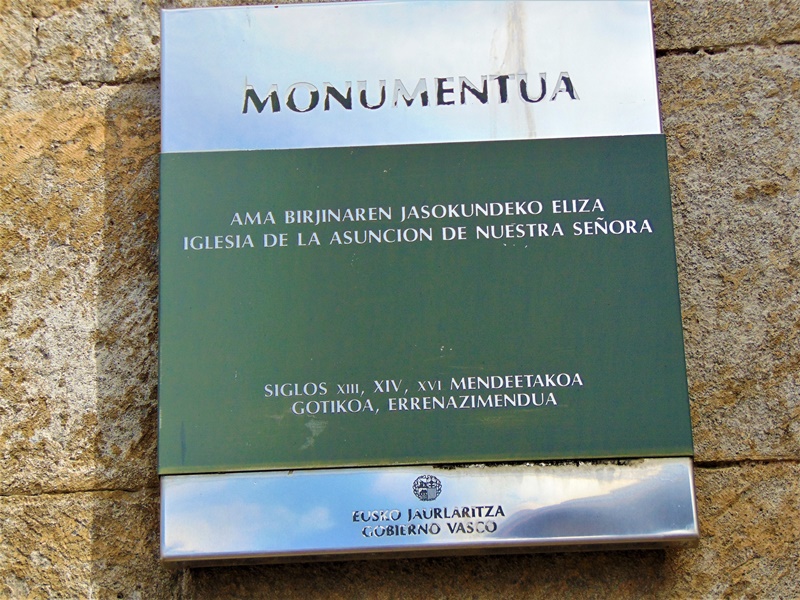 MONUMENTUA
AMA BIRJINAREN JASOKUNDEKO ELIZA
IGLESIA DE LA ASUNCION DE NUESTRA SEÑORA
SIGLOS XIII, XIV, XVI MENDEETAKOA
GOTIKOA, ERRENAZIMENDUA
EUSKO JAURLARITZA
GOBIERNO VASCO